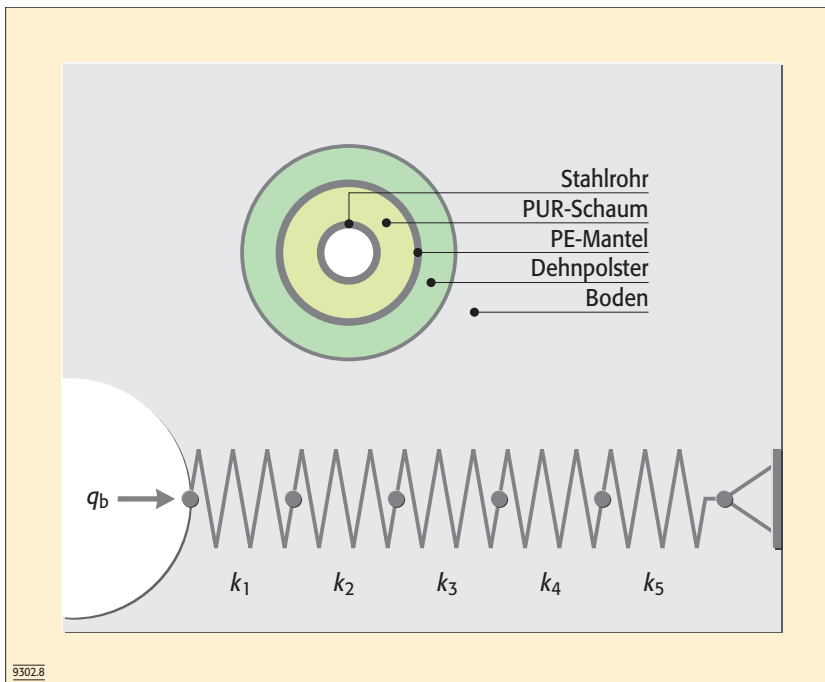 Stahlrohr
PUR-Schaum
PE-Mantel
Dehnpolster
Boden
qb
k1 k2 k3 k4 k5
9302.8